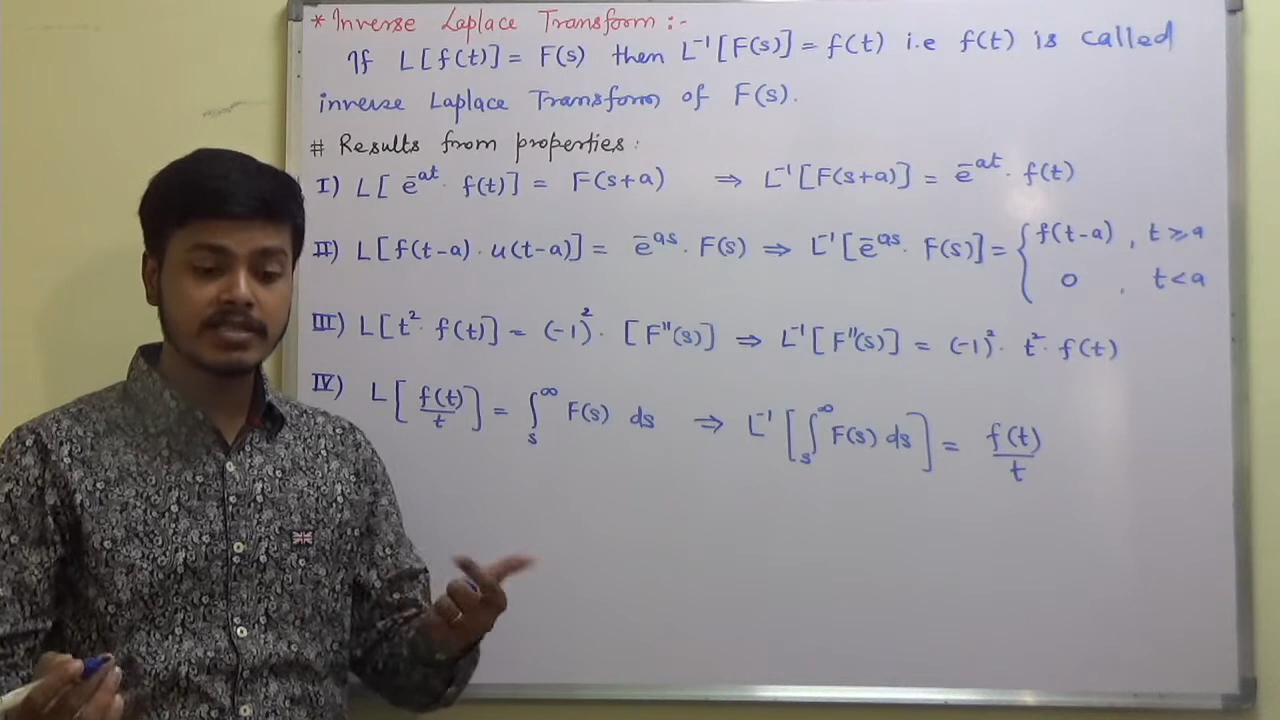 * Inverse Laplace Transform :-
If L[f(t)] = F(s) then L⁻¹[F(s)] = f(t) i.e f(t) is called
inverse Laplace Transform of F(s).
# Results from properties:
I) L[e⁻ᵃᵗ · f(t)] = F(s+a) ⇒ L⁻¹[F(s+a)] = e⁻ᵃᵗ · f(t)
II) L[f(t-a) · u(t-a)] = e⁻ᵃˢ · F(s) ⇒ L⁻¹[e⁻ᵃˢ · F(s)] = { f(t-a) , t ≥ a
0 , t < a
III) L[t² · f(t)] = (-1)² · [F"(s)] ⇒ L⁻¹[F"(s)] = (-1)² · t² · f(t)
IV) L[f(t)/t] = ∫ₛ^∞ F(s) ds ⇒ L⁻¹[∫ₛ^∞ F(s) ds] = f(t)/t